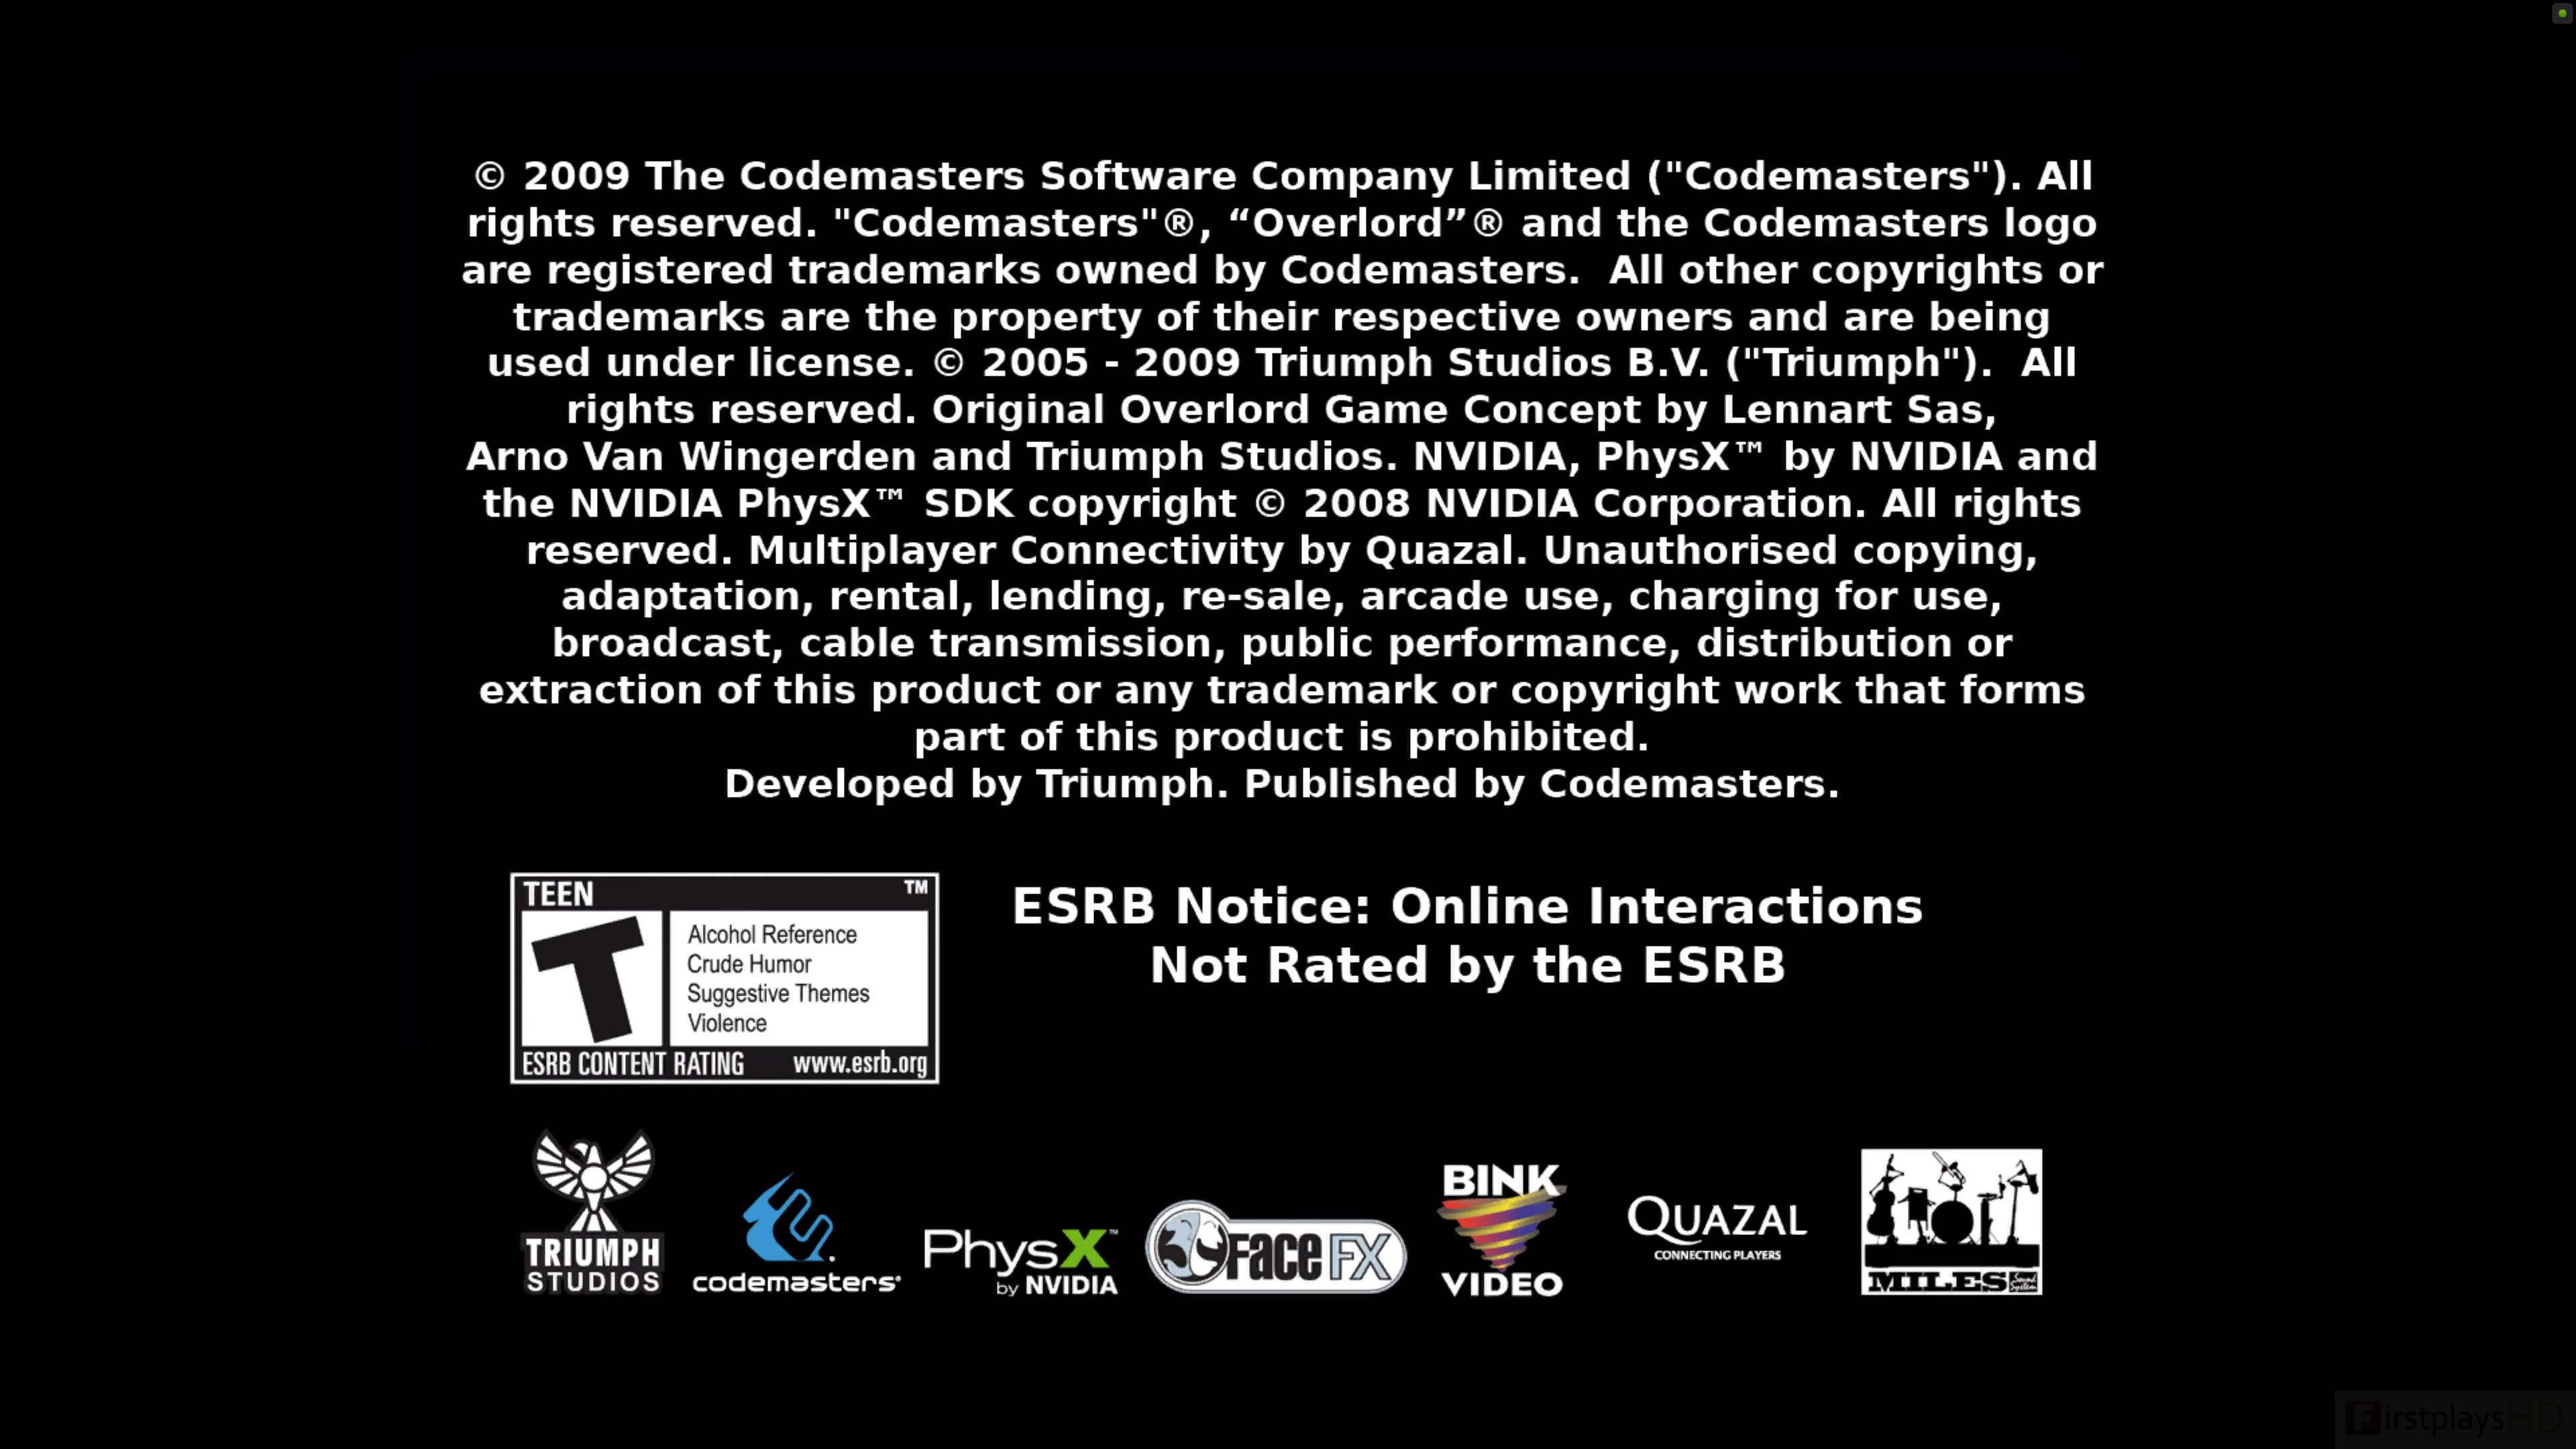 © 2009 The Codemasters Software Company Limited ("Codemasters"). All
rights reserved. "Codemasters"®, “Overlord”® and the Codemasters logo
are registered trademarks owned by Codemasters.  All other copyrights or
trademarks are the property of their respective owners and are being
used under license. © 2005 - 2009 Triumph Studios B.V. ("Triumph").  All
rights reserved. Original Overlord Game Concept by Lennart Sas,
Arno Van Wingerden and Triumph Studios. NVIDIA, PhysX™ by NVIDIA and
the NVIDIA PhysX™ SDK copyright © 2008 NVIDIA Corporation. All rights
reserved. Multiplayer Connectivity by Quazal. Unauthorised copying,
adaptation, rental, lending, re-sale, arcade use, charging for use,
broadcast, cable transmission, public performance, distribution or
extraction of this product or any trademark or copyright work that forms
part of this product is prohibited.
Developed by Triumph. Published by Codemasters.
TEEN ™
T
Alcohol Reference
Crude Humor
Suggestive Themes
Violence
ESRB CONTENT RATING www.esrb.org
ESRB Notice: Online Interactions
Not Rated by the ESRB
TRIUMPH
STUDIOS
codemasters®
PhysX™
by NVIDIA
FACE FX
BINK
VIDEO
QUAZAL
CONNECTING PLAYERS
MILES Sound System
FirstplaysHD